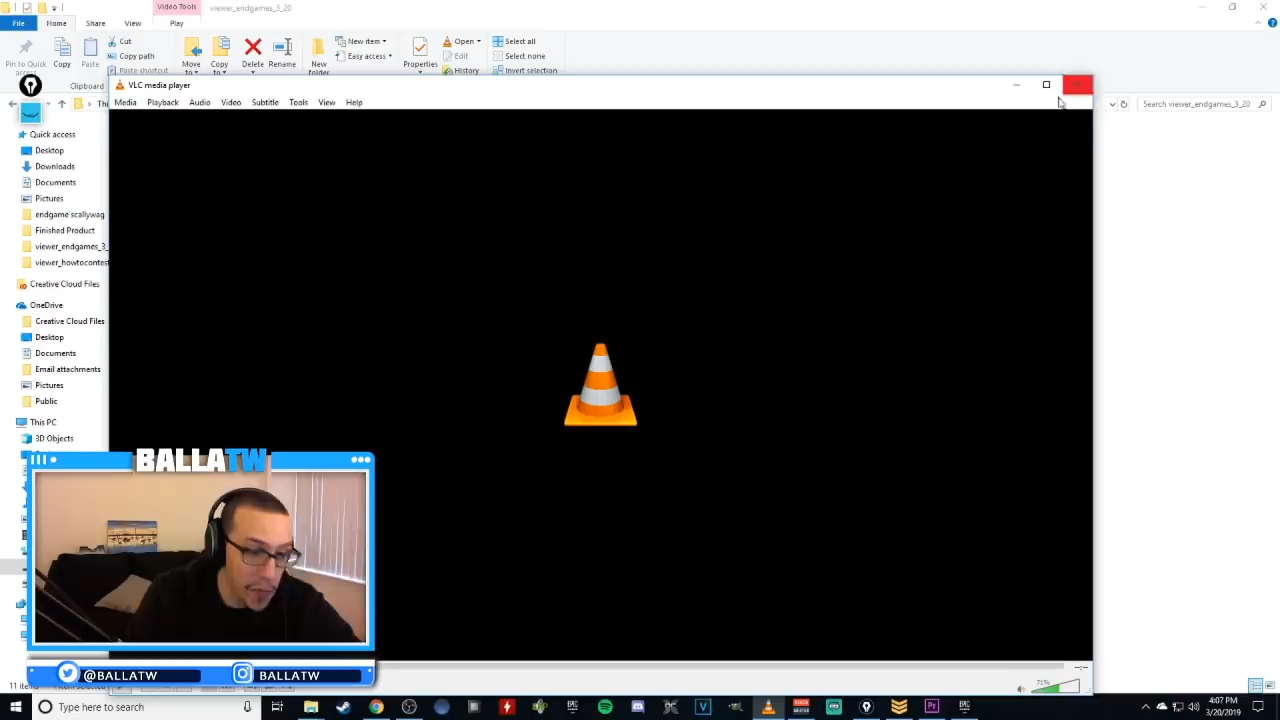 Video Tools
viewer_endgames_3_20
File
Home
Share
View
Play
Pin to Quick access
Copy
Paste
Cut
Copy path
Paste shortcut
Clipboard
Move to
Copy to
Delete
Rename
New folder
New item
Easy access
Properties
Open
Edit
History
Select all
Select none
Invert selection
Search viewer_endgames_3_20
VLC media player
Media
Playback
Audio
Video
Subtitle
Tools
View
Help
Quick access
Desktop
Downloads
Documents
Pictures
endgame scallywag
Finished Product
viewer_endgames_3_
viewer_howtocontest
Creative Cloud Files
OneDrive
Creative Cloud Files
Desktop
Documents
Email attachments
Pictures
Public
This PC
3D Objects
BALLATW
@BALLATW
BALLATW
11 items
71%
Type here to search
4:07 PM
3/20/2019